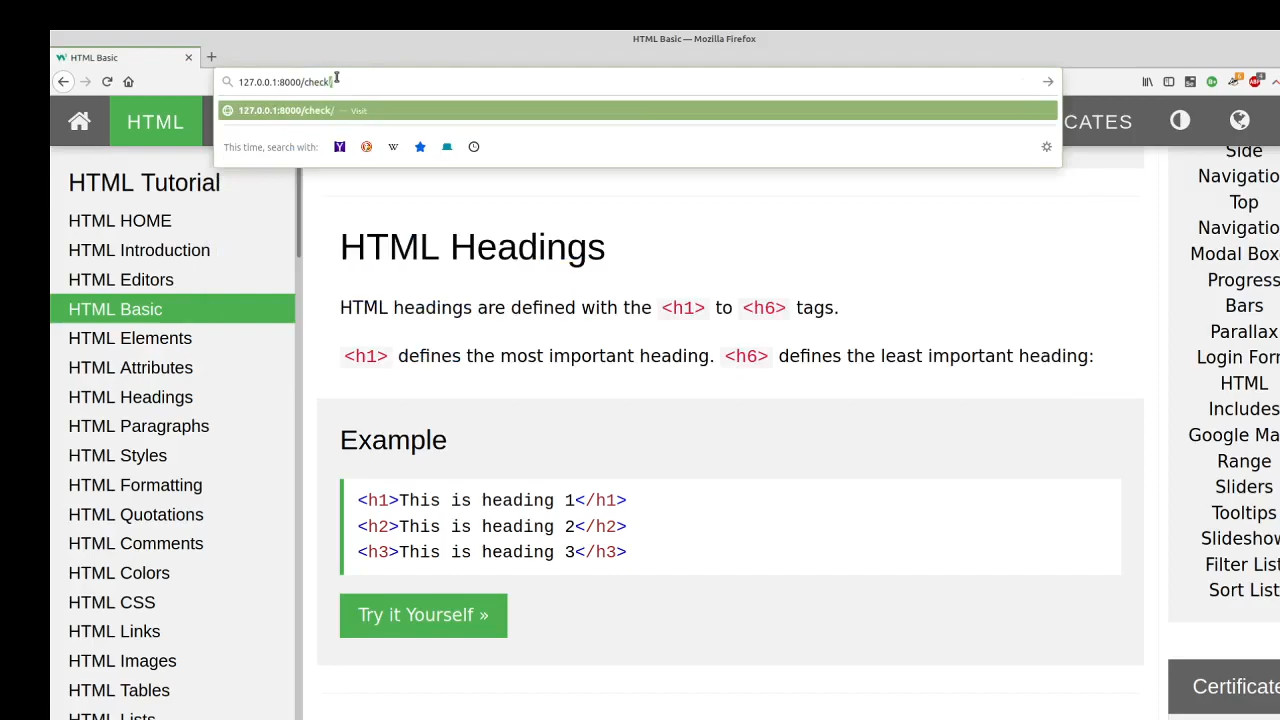 HTML Basic — Mozilla Firefox
HTML Basic
127.0.0.1:8000/check/
127.0.0.1:8000/check/ — Visit
This time, search with:
HTML
CATES
HTML Tutorial
HTML HOME
HTML Introduction
HTML Editors
HTML Basic
HTML Elements
HTML Attributes
HTML Headings
HTML Paragraphs
HTML Styles
HTML Formatting
HTML Quotations
HTML Comments
HTML Colors
HTML CSS
HTML Links
HTML Images
HTML Tables
HTML Lists
HTML Headings
HTML headings are defined with the <h1> to <h6> tags.
<h1> defines the most important heading. <h6> defines the least important heading:
Example
<h1>This is heading 1</h1>
<h2>This is heading 2</h2>
<h3>This is heading 3</h3>
Try it Yourself »
Side
Navigatio
Top
Navigatio
Modal Boxe
Progress
Bars
Parallax
Login Form
HTML
Includes
Google Ma
Range
Sliders
Tooltips
Slideshow
Filter List
Sort List
Certificate